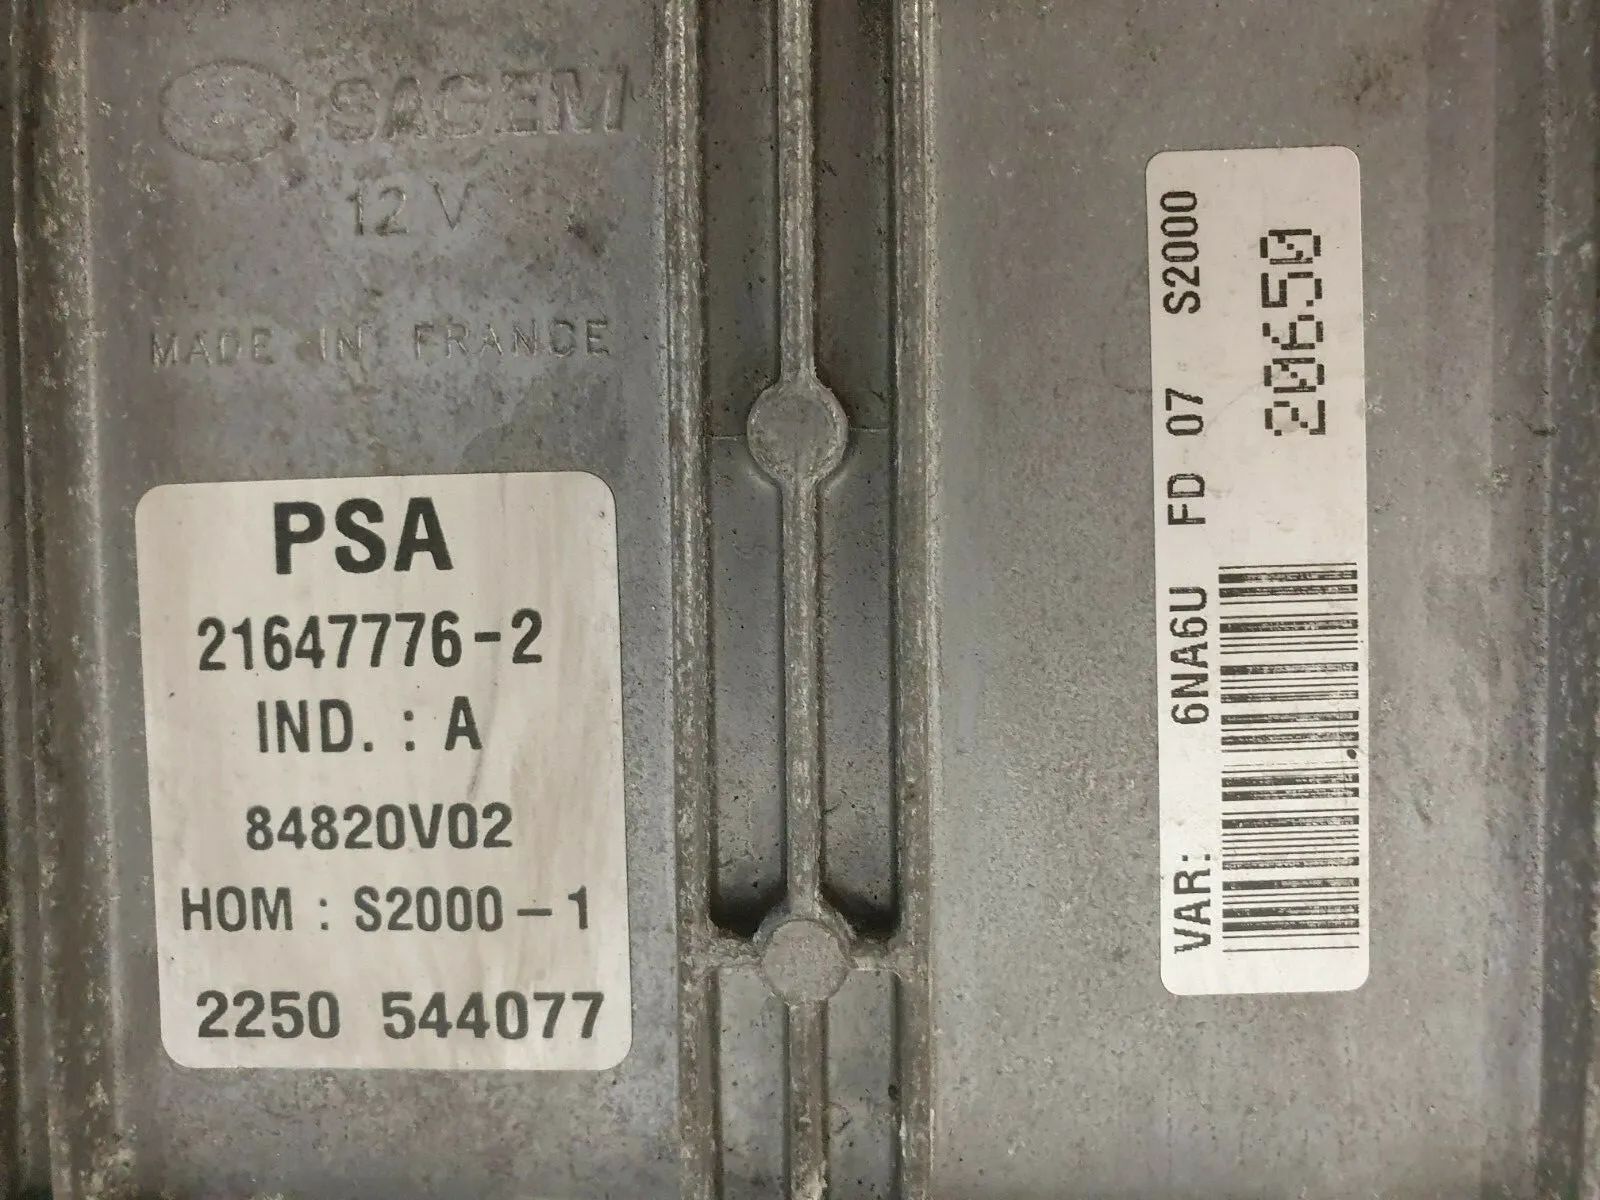 SAGEM
12 V
MADE IN FRANCE
PSA
21647776-2
IND. : A
84820V02
HOM : S2000-1
2250 544077
VAR: 6NA6U FD 07 S2000
20650